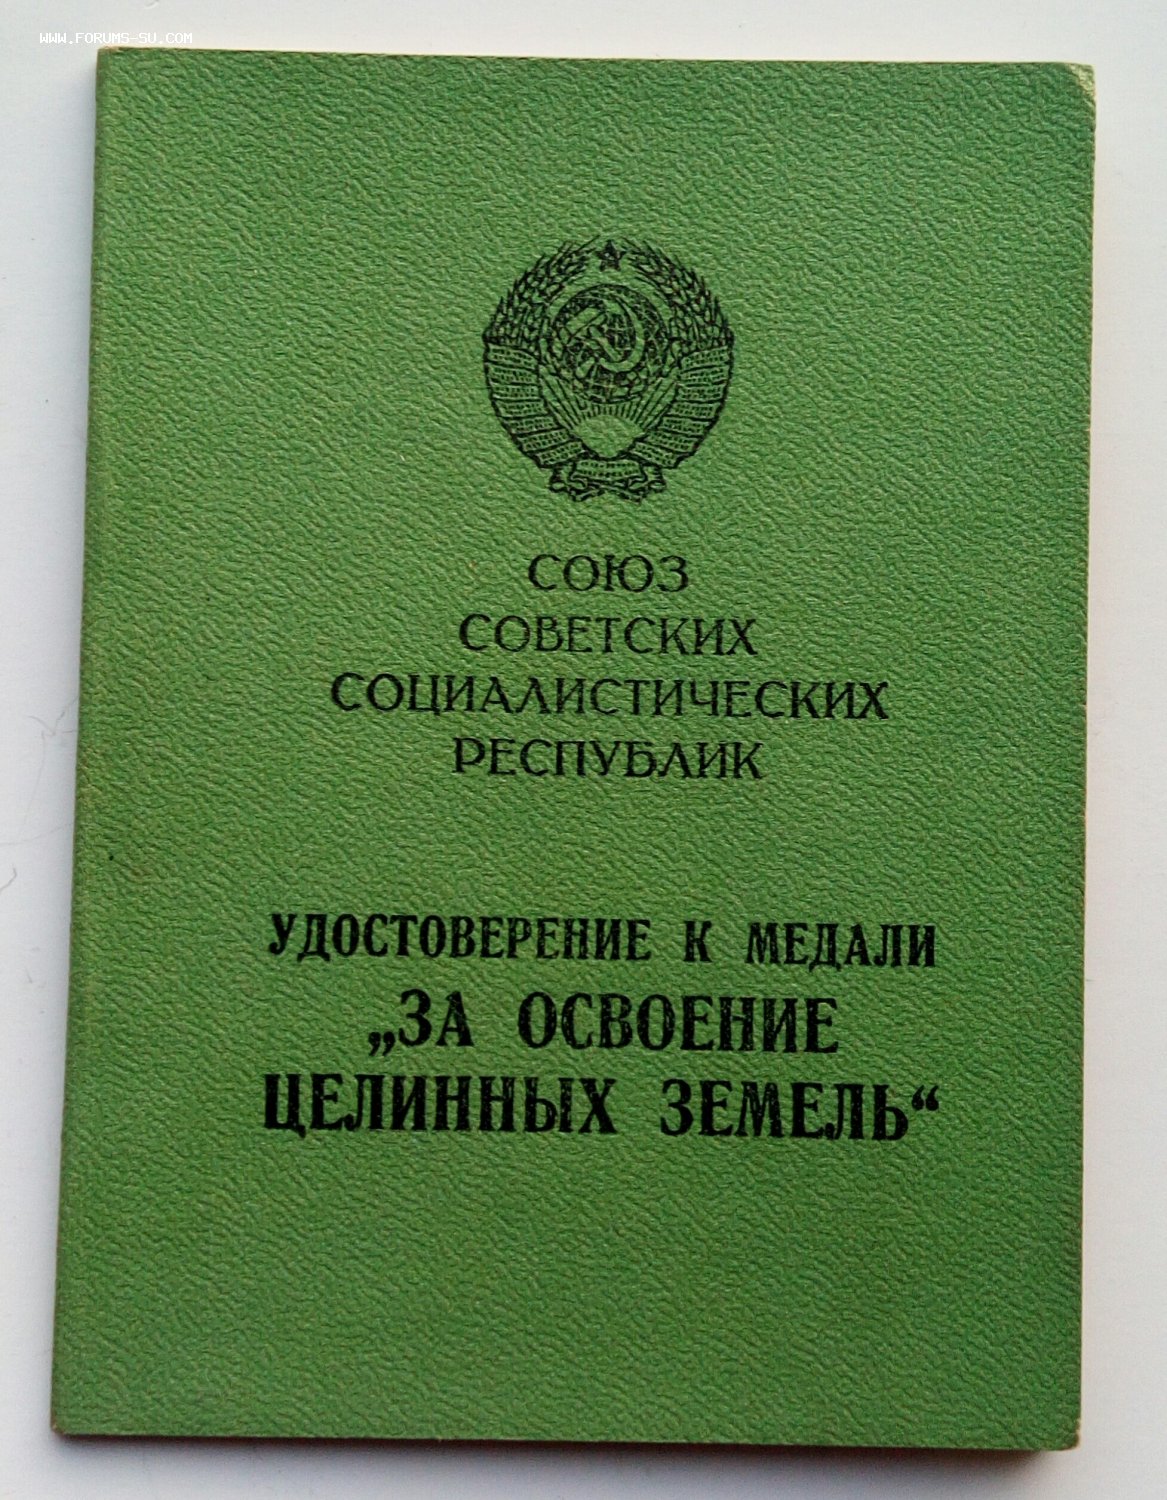 WWW.FORUMS-SU.COM
СОЮЗ
СОВЕТСКИХ
СОЦИАЛИСТИЧЕСКИХ
РЕСПУБЛИК
УДОСТОВЕРЕНИЕ К МЕДАЛИ
„ЗА ОСВОЕНИЕ
ЦЕЛИННЫХ ЗЕМЕЛЬ“